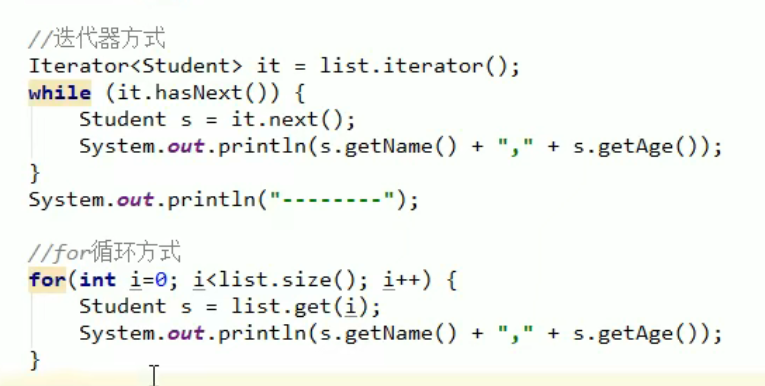 //迭代器方式
Iterator<Student> it = list.iterator();
while (it.hasNext()) {
    Student s = it.next();
    System.out.println(s.getName() + "," + s.getAge());
}
System.out.println("--------");
//for循环方式
for(int i=0; i<list.size(); i++) {
    Student s = list.get(i);
    System.out.println(s.getName() + "," + s.getAge());
}